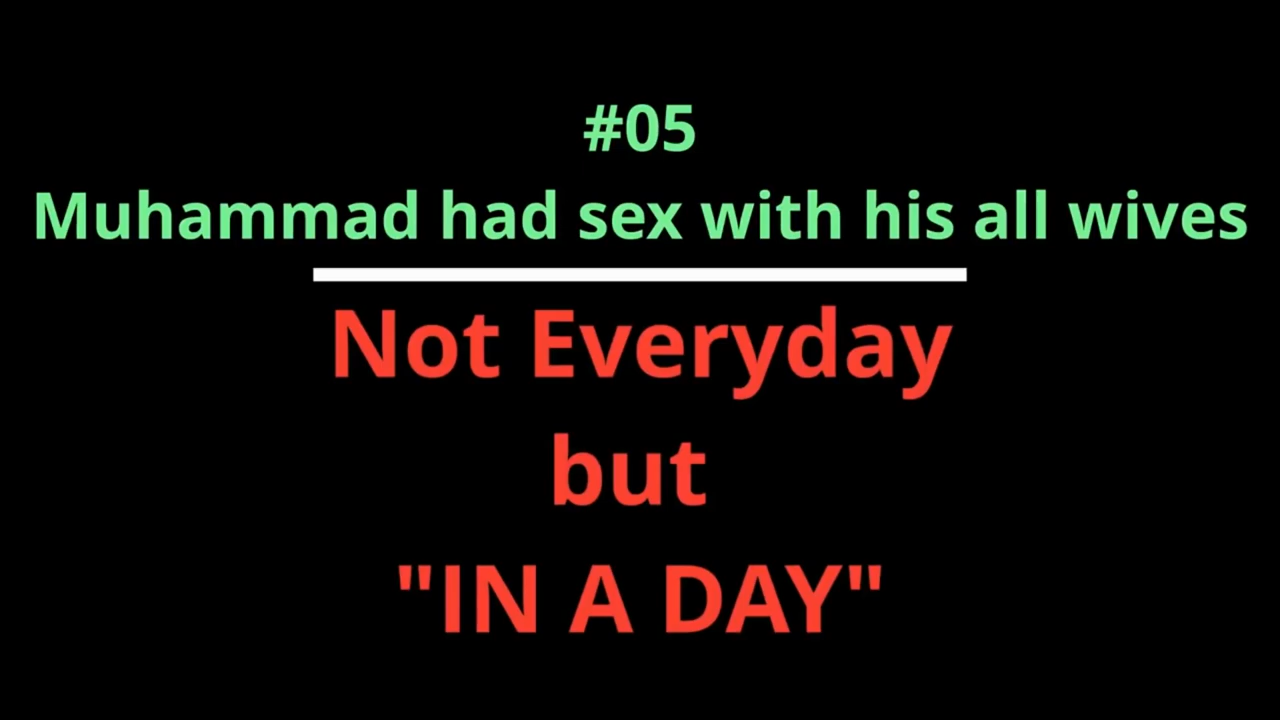 #05
Muhammad had sex with his all wives
Not Everyday
but
"IN A DAY"